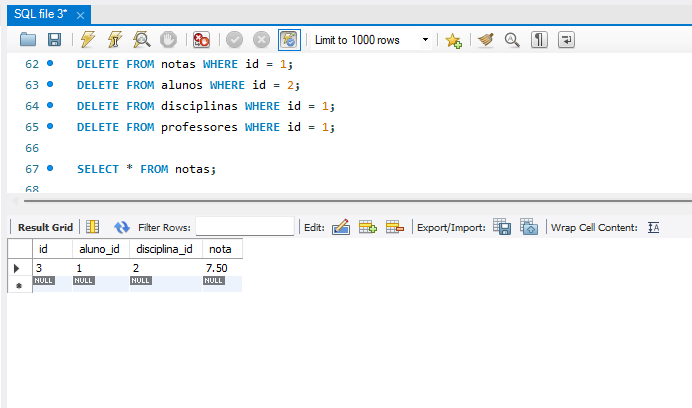 SQL file 3*
Limit to 1000 rows
62 DELETE FROM notas WHERE id = 1;
63 DELETE FROM alunos WHERE id = 2;
64 DELETE FROM disciplinas WHERE id = 1;
65 DELETE FROM professores WHERE id = 1;
66
67 SELECT * FROM notas;
68
Result Grid Filter Rows: Edit: Export/Import: Wrap Cell Content:
id aluno_id disciplina_id nota
3 1 2 7.50
NULL NULL NULL NULL